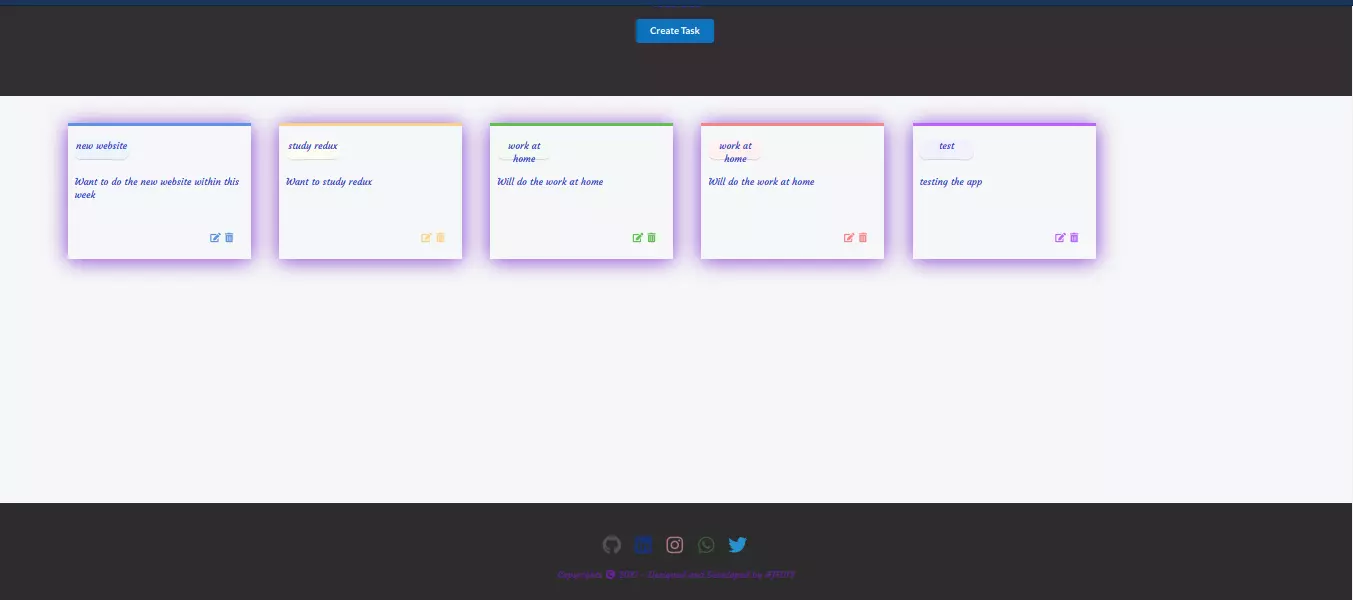 Create Task
new website
Want to do the new website within this
week
study redux
Want to study redux
work at
home
Will do the work at home
work at
home
Will do the work at home
test
testing the app